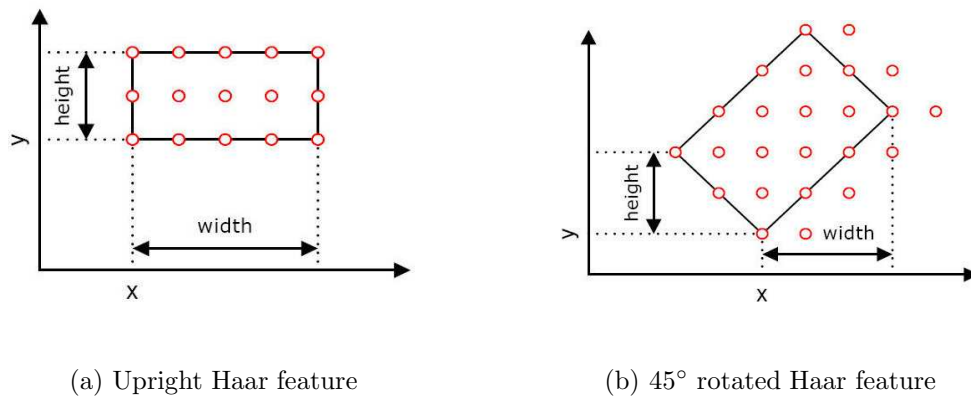 height
y
width
x
(a) Upright Haar feature
height
y
width
x
(b) 45° rotated Haar feature